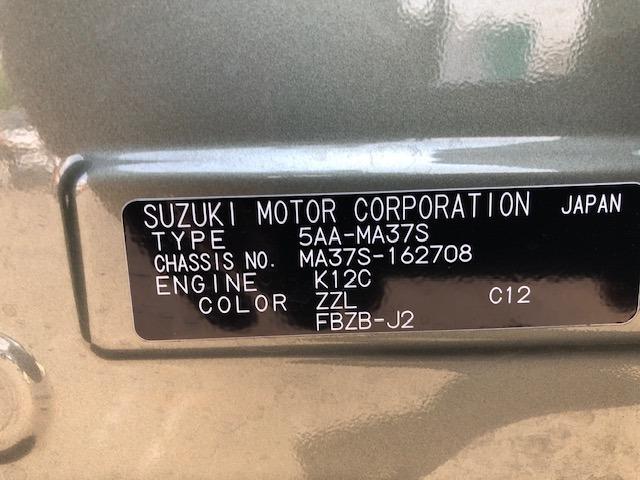 SUZUKI MOTOR CORPORATION JAPAN
TYPE 5AA-MA37S
CHASSIS NO. MA37S-162708
ENGINE K12C
COLOR ZZL C12
FBZB-J2